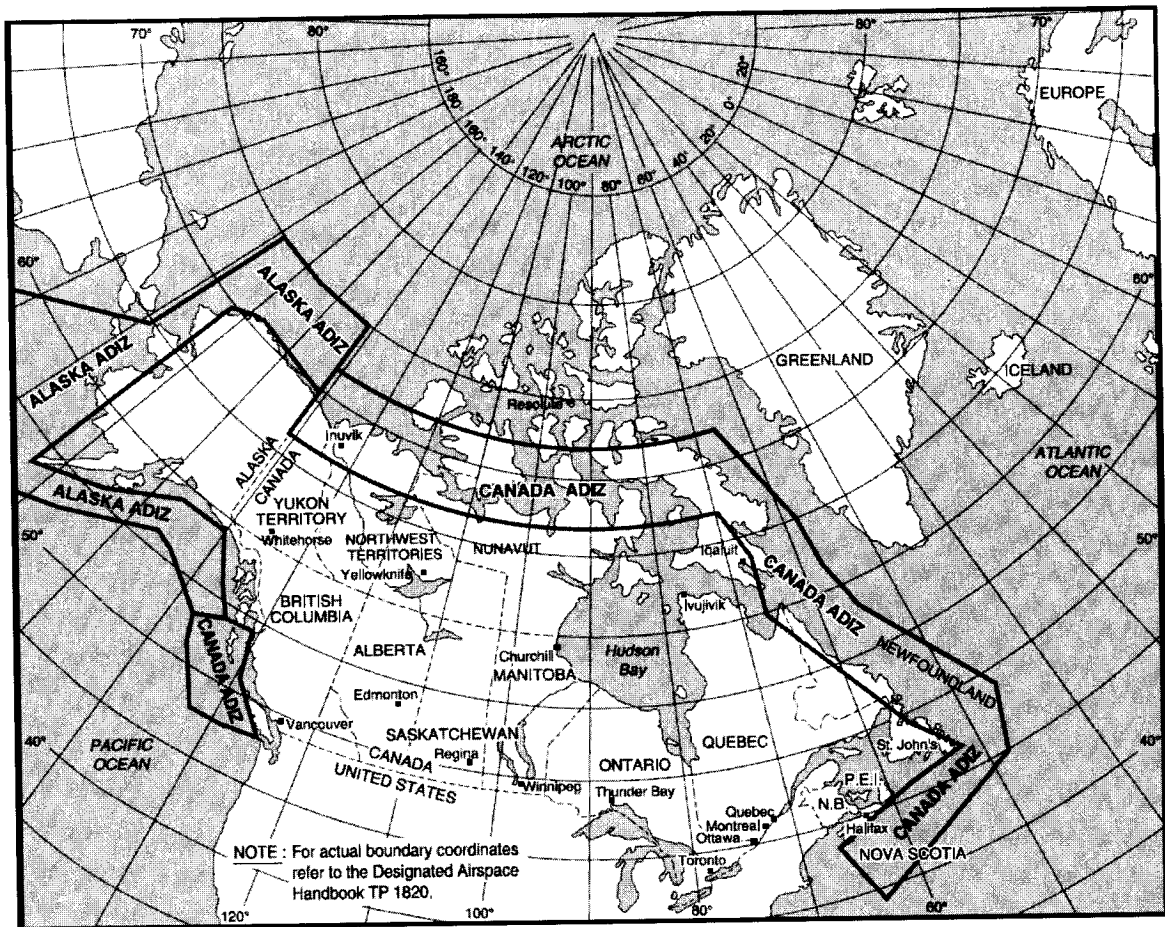 70°
80°
80°
70°
160°
180°
160°
140°
120°
100°
80°
60°
40°
20°
0°
20°
EUROPE
ARCTIC
OCEAN
60°
60°
ALASKA ADIZ
ALASKA ADIZ
GREENLAND
ICELAND
Resolute
ATLANTIC
OCEAN
Inuvik
ALASKA
CANADA
CANADA ADIZ
ALASKA ADIZ
YUKON
TERRITORY
Whitehorse
NORTHWEST
TERRITORIES
NUNAVUT
Yellowknife
Iqaluit
50°
50°
CANADA ADIZ
Ivujivik
BRITISH
COLUMBIA
ALBERTA
Churchill
MANITOBA
Hudson
Bay
NEWFOUNDLAND
CANADA ADIZ
Edmonton
Vancouver
SASKATCHEWAN
Regina
CANADA
UNITED STATES
Winnipeg
ONTARIO
Thunder Bay
QUEBEC
St. John's
40°
40°
PACIFIC
OCEAN
P.E.I.
N.B.
Quebec
Montreal
Ottawa
Toronto
Halifax
CANADA ADIZ
NOVA SCOTIA
NOTE : For actual boundary coordinates
refer to the Designated Airspace
Handbook TP 1820.
120°
100°
80°
60°